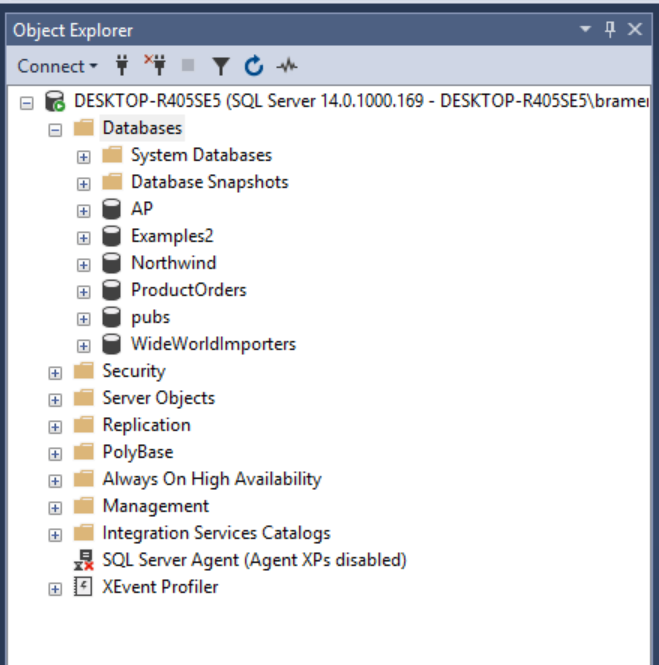 Object Explorer
Connect
DESKTOP-R405SE5 (SQL Server 14.0.1000.169 - DESKTOP-R405SE5\bramer
Databases
System Databases
Database Snapshots
AP
Examples2
Northwind
ProductOrders
pubs
WideWorldImporters
Security
Server Objects
Replication
PolyBase
Always On High Availability
Management
Integration Services Catalogs
SQL Server Agent (Agent XPs disabled)
XEvent Profiler